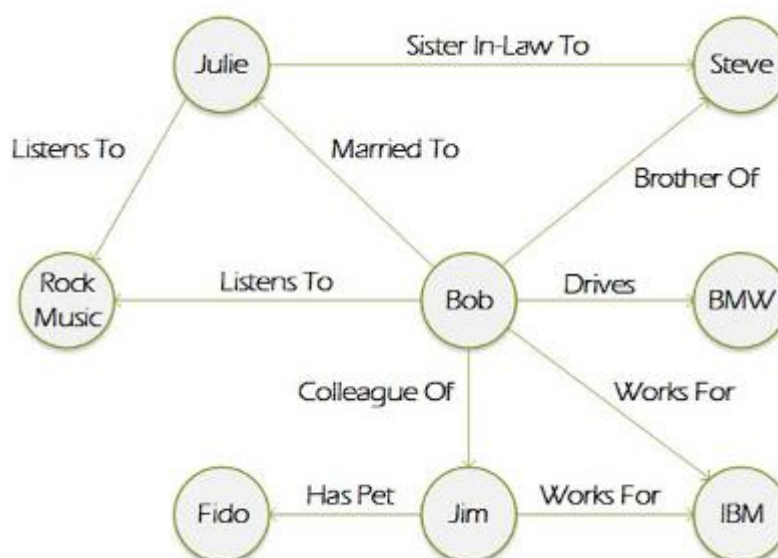 Sister In-Law To
Julie
Steve
Listens To
Married To
Brother Of
Rock
Music
Listens To
Bob
Drives
BMW
Colleague Of
Works For
Fido
Has Pet
Jim
Works For
IBM